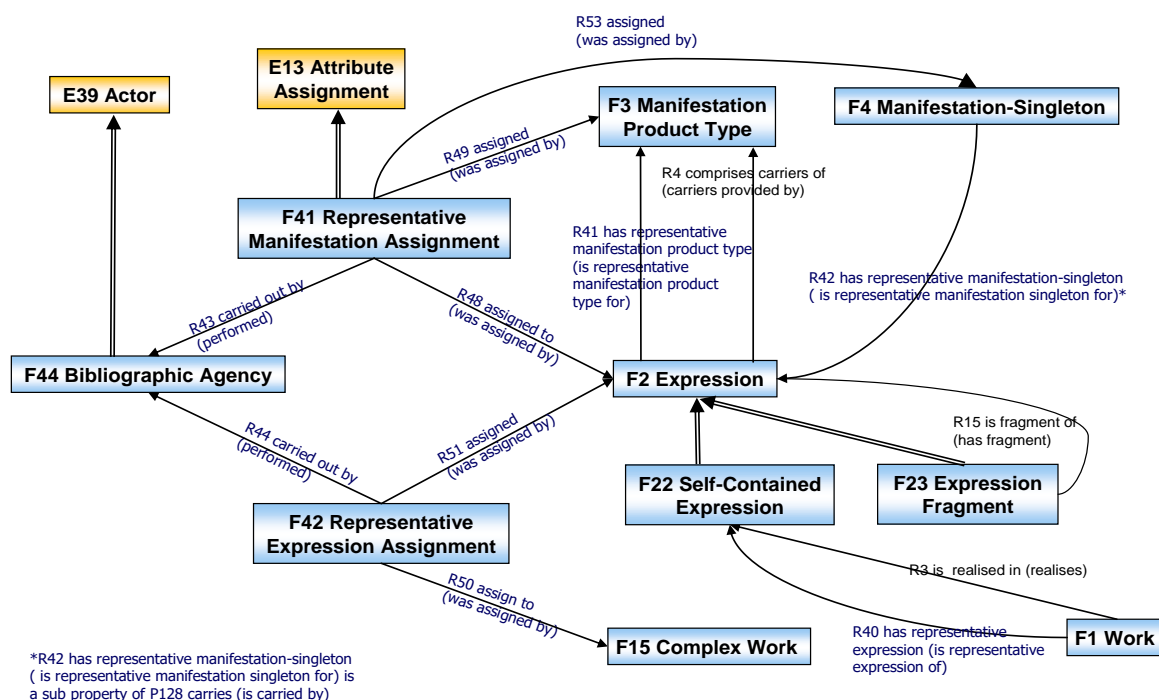 R53 assigned
(was assigned by)
E13 Attribute
Assignment
E39 Actor
F3 Manifestation
Product Type
F4 Manifestation-Singleton
R49 assigned
(was assigned by)
R4 comprises carriers of
(carriers provided by)
F41 Representative
Manifestation Assignment
R41 has representative
manifestation product type
(is representative
manifestation product
type for)
R42 has representative manifestation-singleton
( is representative manifestation singleton for)*
R43 carried out by
(performed)
R48 assigned to
(was assigned by)
F44 Bibliographic Agency
F2 Expression
R15 is fragment of
(has fragment)
R44 carried out by
(performed)
R51 assigned
(was assigned by)
F22 Self-Contained
Expression
F23 Expression
Fragment
F42 Representative
Expression Assignment
R3 is  realised in (realises)
R50 assign to
(was assigned by)
F15 Complex Work
R40 has representative
expression (is representative
expression of)
F1 Work
*R42 has representative manifestation-singleton
( is representative manifestation singleton for) is
a sub property of P128 carries (is carried by)